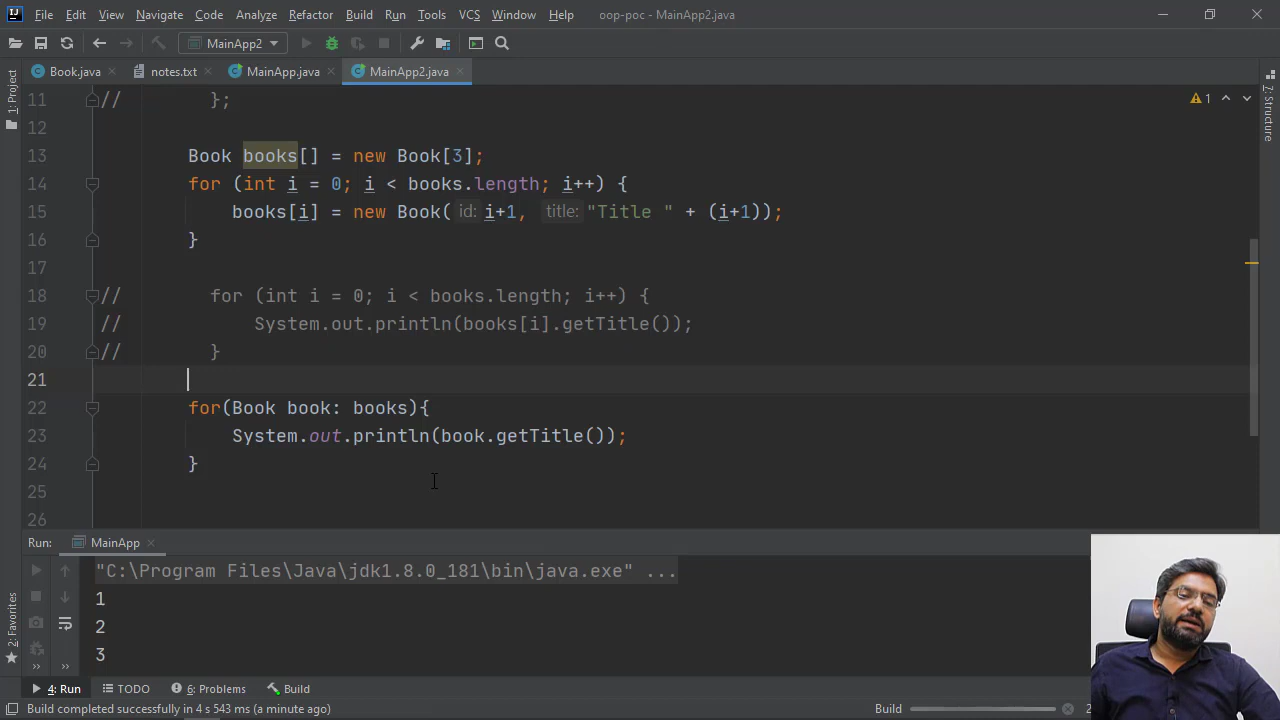 File Edit View Navigate Code Analyze Refactor Build Run Tools VCS Window Help oop-poc - MainApp2.java
MainApp2
Book.java notes.txt MainApp.java MainApp2.java
1: Project
7: Structure
1
11 // };
12
13 Book books[] = new Book[3];
14 for (int i = 0; i < books.length; i++) {
15 books[i] = new Book( id: i+1, title: "Title " + (i+1));
16 }
17
18 // for (int i = 0; i < books.length; i++) {
19 // System.out.println(books[i].getTitle());
20 // }
21
22 for(Book book: books){
23 System.out.println(book.getTitle());
24 }
25
26
Run: MainApp
"C:\Program Files\Java\jdk1.8.0_181\bin\java.exe" ...
1
2
3
2: Favorites
4: Run TODO 6: Problems Build
Build completed successfully in 4 s 543 ms (a minute ago) Build